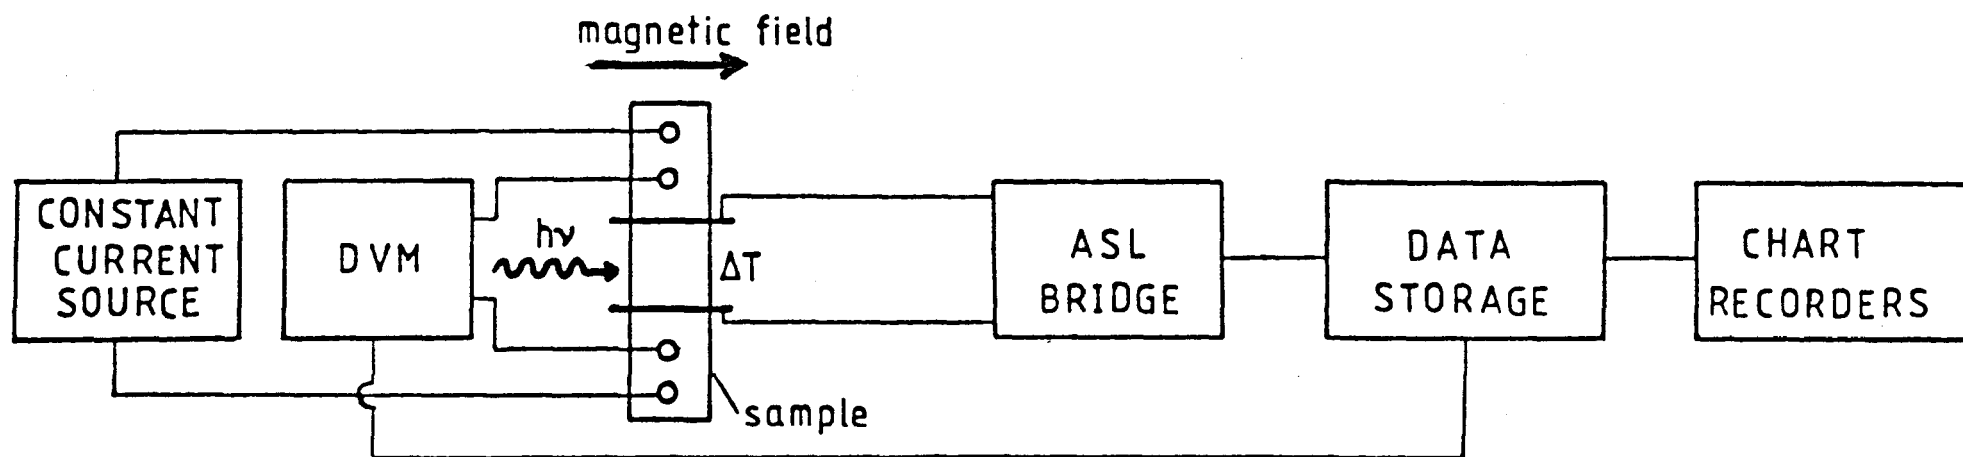 magnetic field
CONSTANT
CURRENT
SOURCE
DVM
hν
ΔT
ASL
BRIDGE
DATA
STORAGE
CHART
RECORDERS
sample